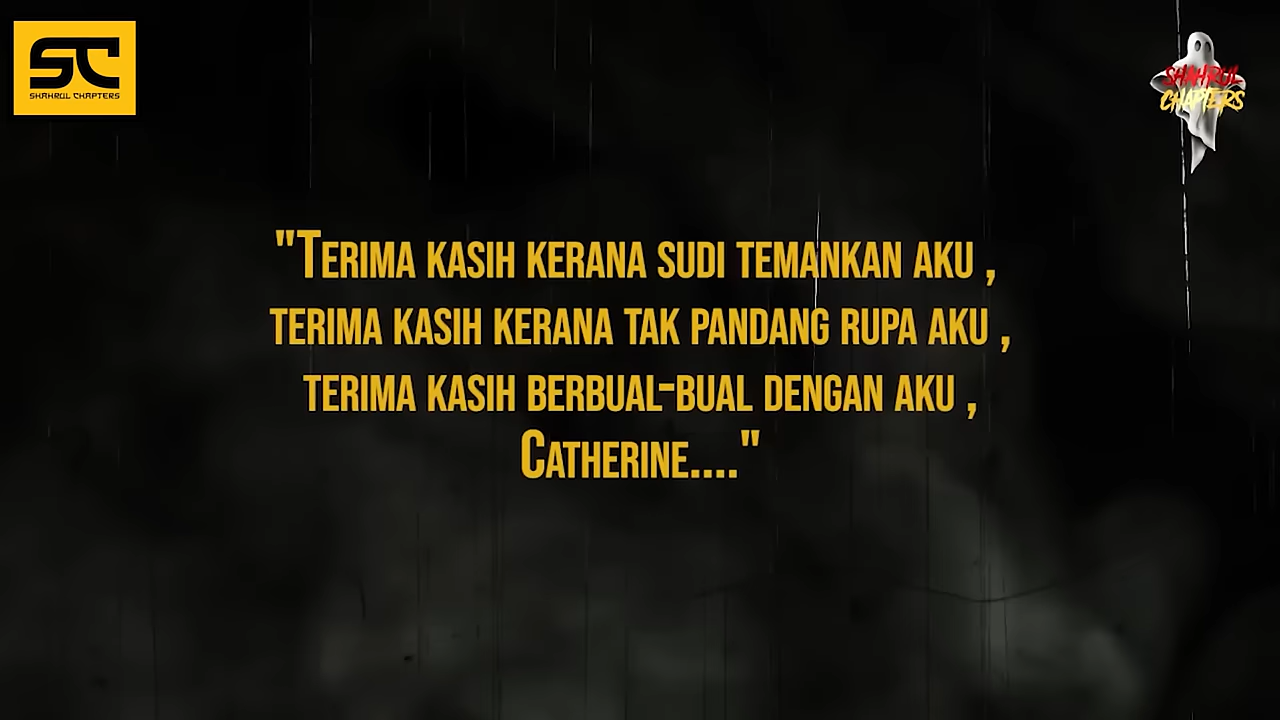 SC
SHAHRUL CHAPTERS
SHAHRUL
CHAPTERS
"TERIMA KASIH KERANA SUDI TEMANKAN AKU ,
TERIMA KASIH KERANA TAK PANDANG RUPA AKU ,
TERIMA KASIH BERBUAL-BUAL DENGAN AKU ,
CATHERINE...."